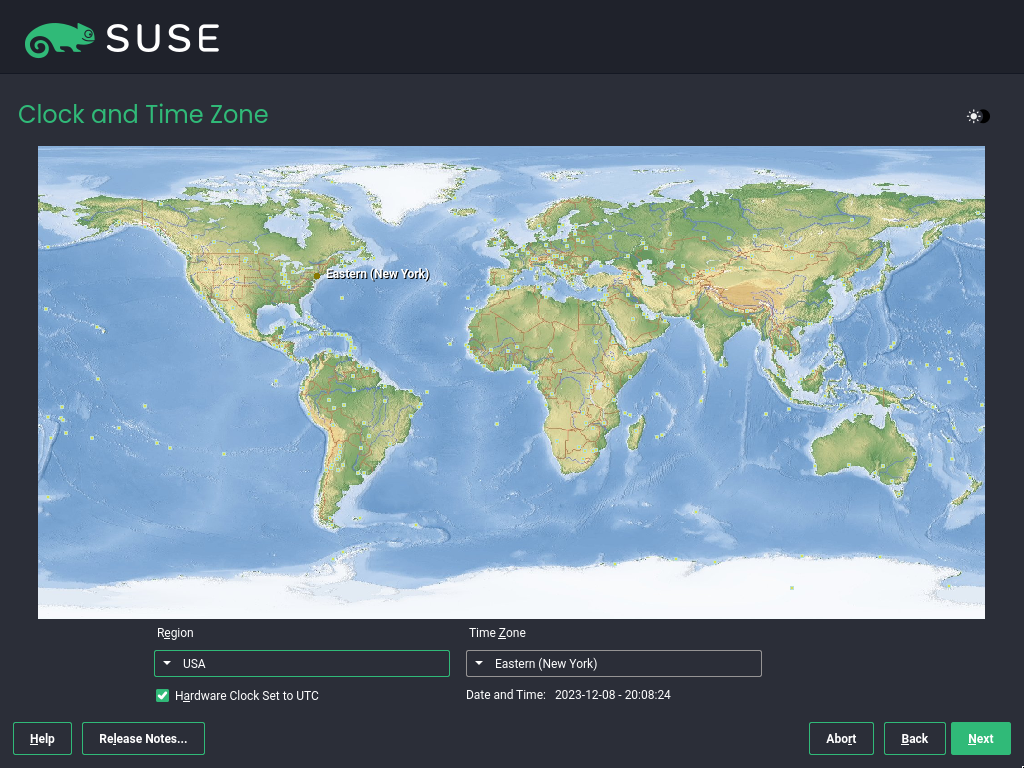 SUSE
Clock and Time Zone
Eastern (New York)
Region
Time Zone
USA
Eastern (New York)
Hardware Clock Set to UTC
Date and Time: 2023-12-08 - 20:08:24
Help
Release Notes...
Abort
Back
Next